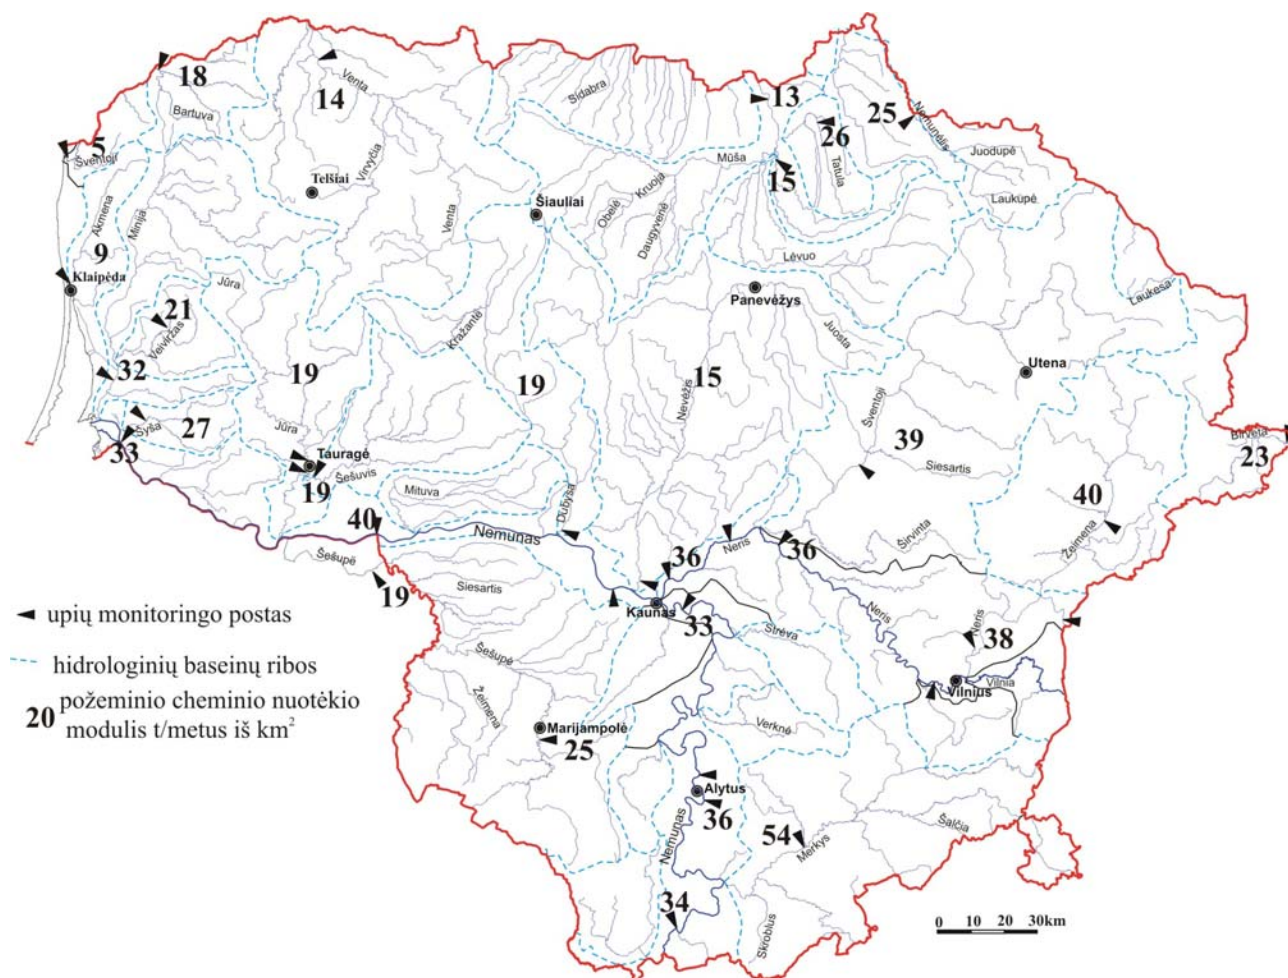 18
13
25
Venta
14
Sidabra
Bartuva
26
Nemunėlis
5
Šventoji
Mūša
15
Tatula
Juodupė
Virvyčia
Telšiai
Kruoja
Laukupė
Akmena
Minija
Šiauliai
Obelė
Venta
Daugyvenė
9
Lėvuo
Klaipėda
Jūra
Panevėžys
Laukesa
21
Veiviržas
Kražantė
Juosta
32
19
19
15
Utena
Nevėžis
Šventoji
Šyša
27
Jūra
39
Birvėta
33
Tauragė
Siesartis
23
19
Šešuvis
Mituva
Dubysa
40
40
Nemunas
Neris
36
Širvinta
Žeimena
Šešupė
36
19
Siesartis
Kaunas
33
Neris
Neris
upių monitoringo postas
Strėva
38
Šešupė
hidrologinių baseinų ribos
Žeimena
Vilnius
Vilnia
20 požeminio cheminio nuotėkio
modulis t/metus iš km²
Marijampolė
Verknė
25
Alytus
36
Nemunas
54
Merkys
Šalčia
34
Skroblus
0 10 20 30km